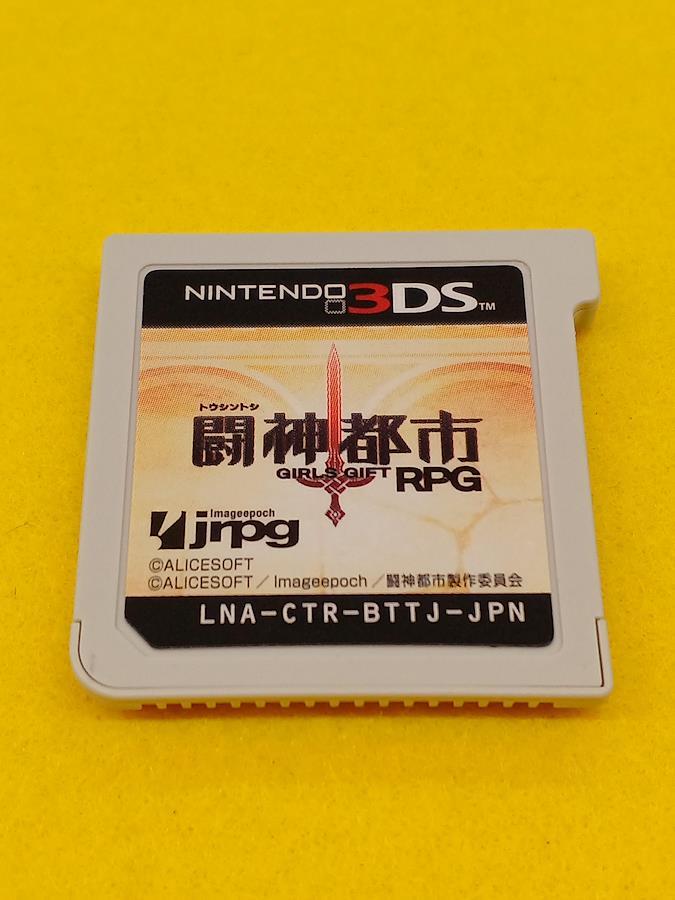 NINTENDO 3DS™
トウシントシ
闘神都市
GIRLS GIFT RPG
Imageepoch
jrpg
©ALICESOFT
©ALICESOFT／Imageepoch／闘神都市製作委員会
LNA-CTR-BTTJ-JPN